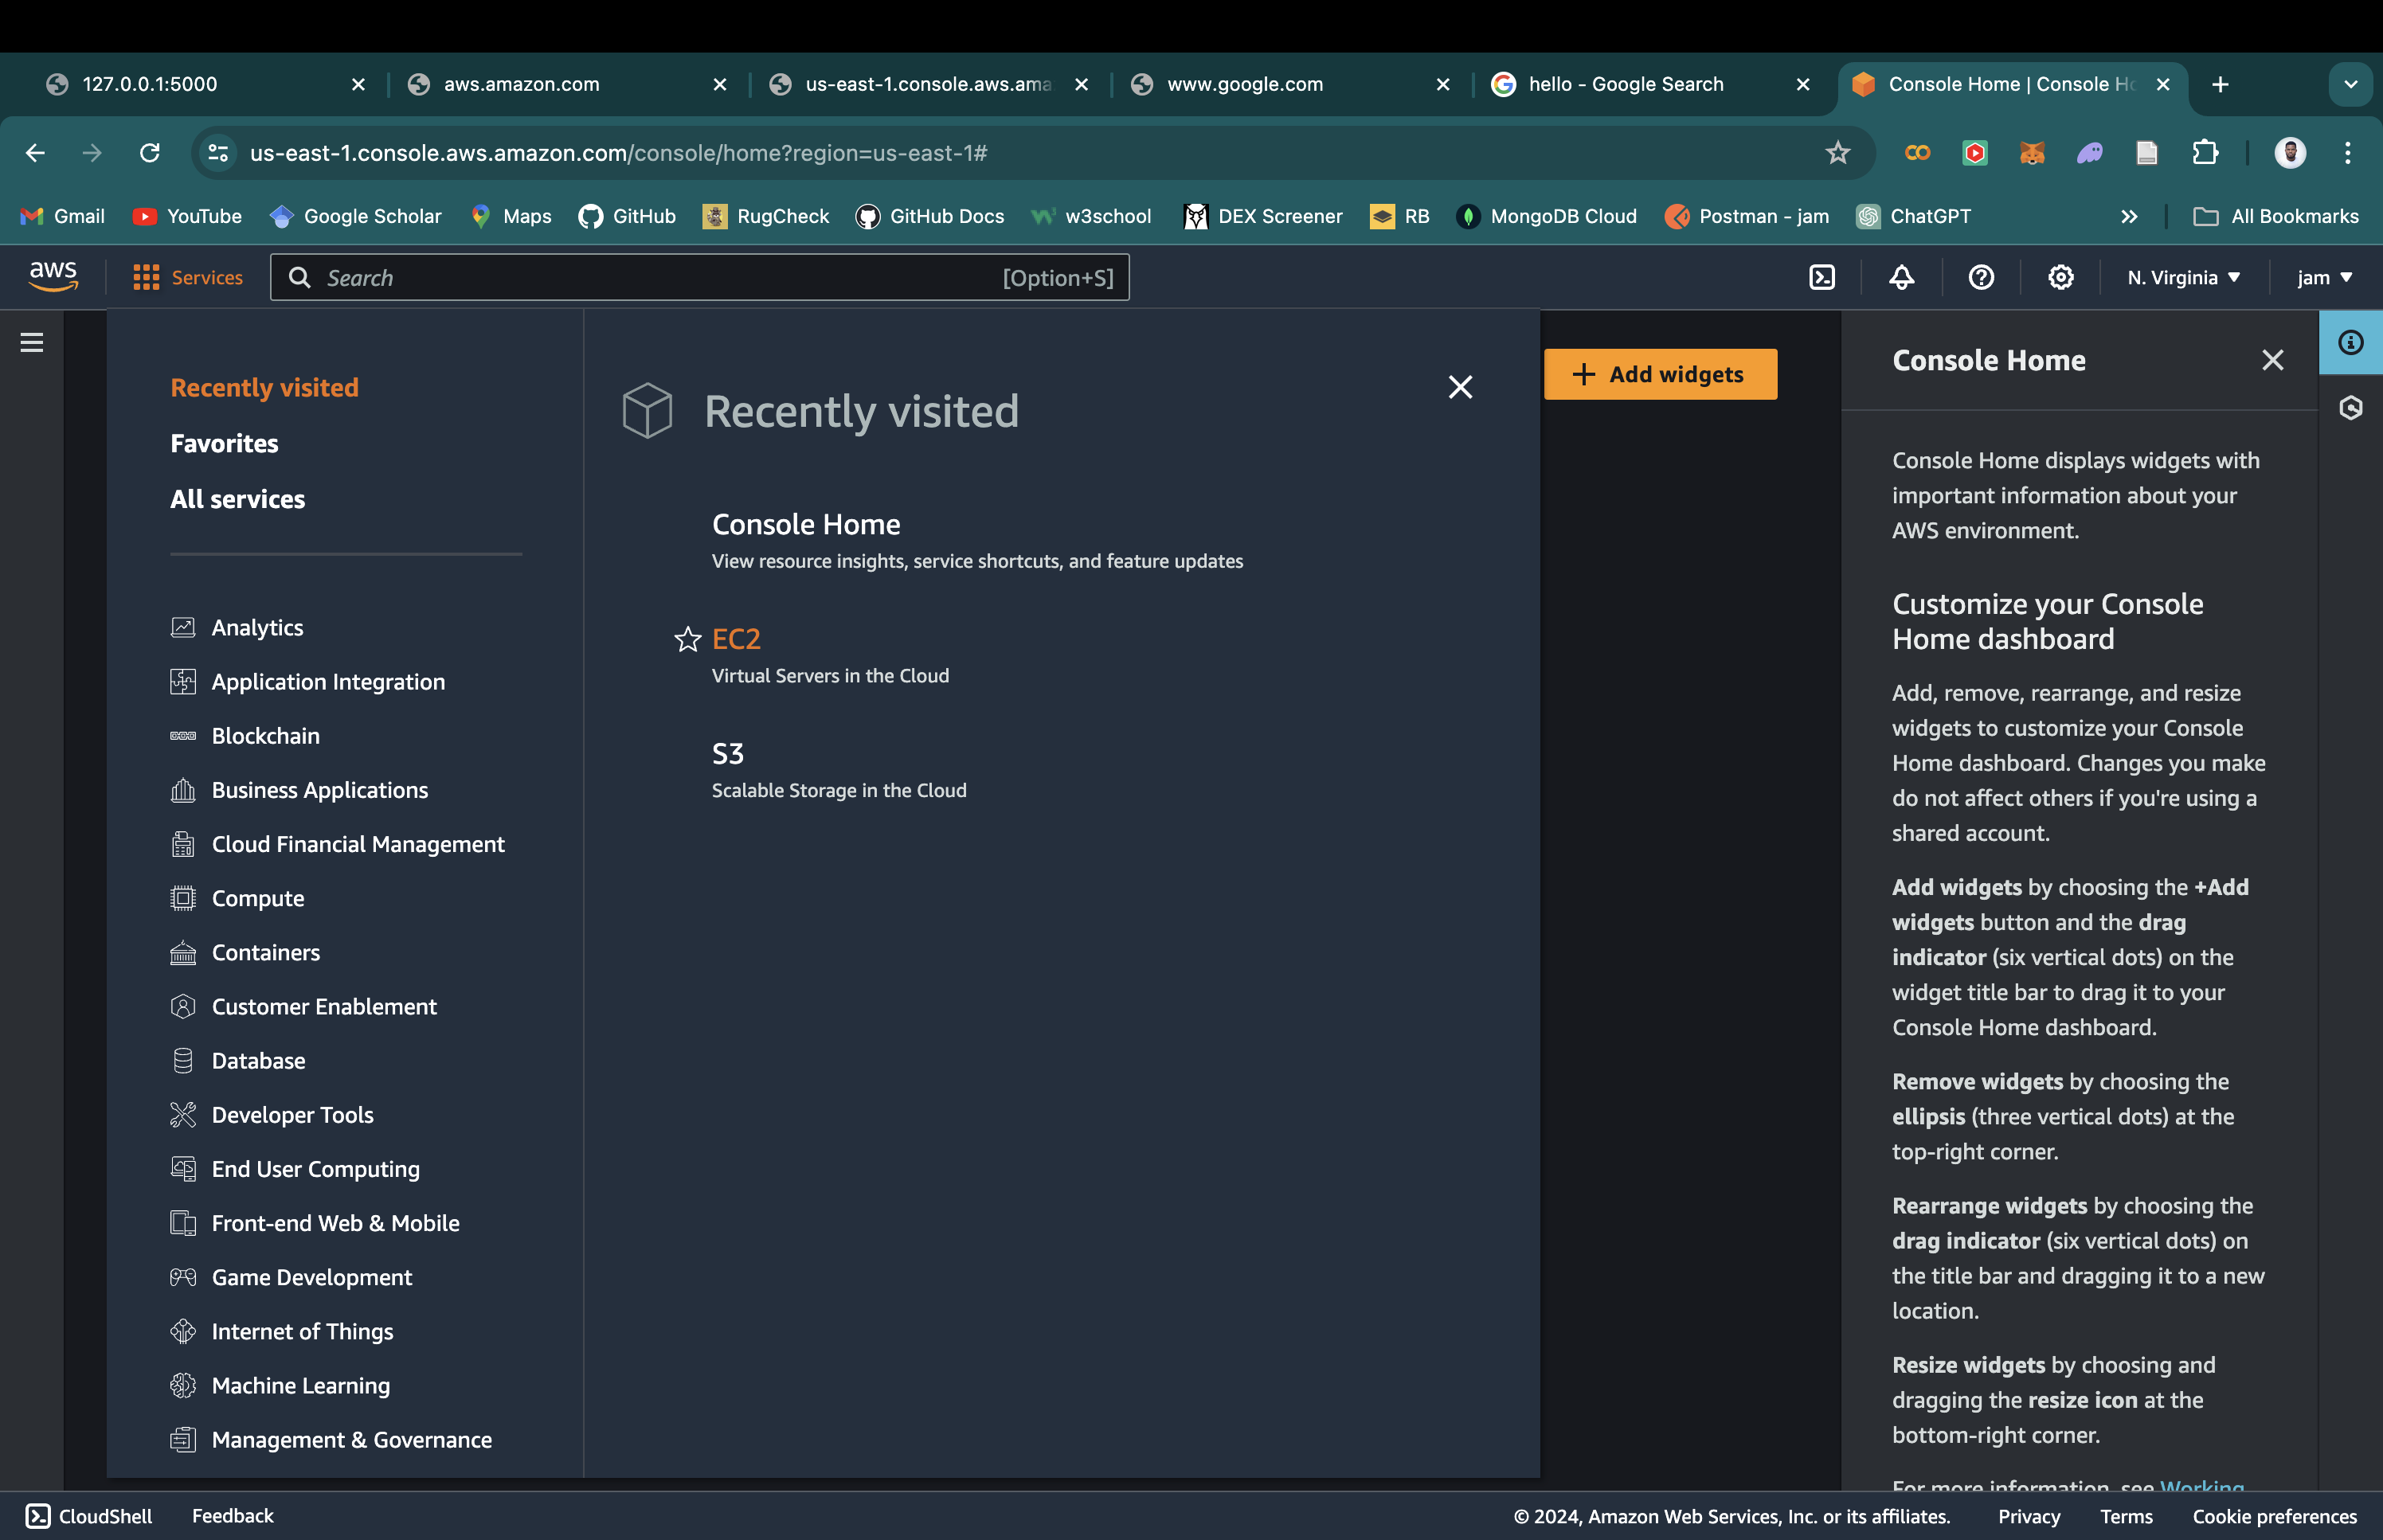 127.0.0.1:5000
aws.amazon.com
us-east-1.console.aws.ama
www.google.com
hello - Google Search
Console Home | Console Ho
us-east-1.console.aws.amazon.com/console/home?region=us-east-1#
Gmail
YouTube
Google Scholar
Maps
GitHub
RugCheck
GitHub Docs
w3school
DEX Screener
RB
MongoDB Cloud
Postman - jam
ChatGPT
All Bookmarks
aws
Services
Search
[Option+S]
N. Virginia
jam
Recently visited
Favorites
All services
Analytics
Application Integration
Blockchain
Business Applications
Cloud Financial Management
Compute
Containers
Customer Enablement
Database
Developer Tools
End User Computing
Front-end Web & Mobile
Game Development
Internet of Things
Machine Learning
Management & Governance
Recently visited
Console Home
View resource insights, service shortcuts, and feature updates
EC2
Virtual Servers in the Cloud
S3
Scalable Storage in the Cloud
+ Add widgets
Console Home
Console Home displays widgets with
important information about your
AWS environment.
Customize your Console
Home dashboard
Add, remove, rearrange, and resize
widgets to customize your Console
Home dashboard. Changes you make
do not affect others if you're using a
shared account.
Add widgets by choosing the +Add
widgets button and the drag
indicator (six vertical dots) on the
widget title bar to drag it to your
Console Home dashboard.
Remove widgets by choosing the
ellipsis (three vertical dots) at the
top-right corner.
Rearrange widgets by choosing the
drag indicator (six vertical dots) on
the title bar and dragging it to a new
location.
Resize widgets by choosing and
dragging the resize icon at the
bottom-right corner.
For more information, see Working
CloudShell
Feedback
© 2024, Amazon Web Services, Inc. or its affiliates.
Privacy
Terms
Cookie preferences